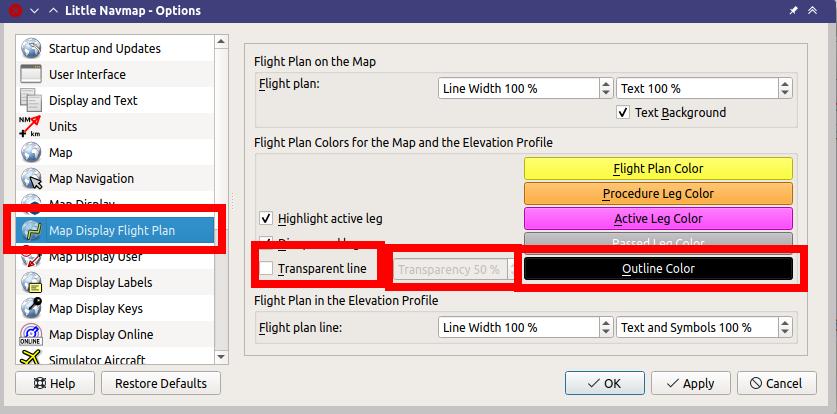 Little Navmap - Options
Startup and Updates
User Interface
Display and Text
Units
Map
Map Navigation
Map Display
Map Display Flight Plan
Map Display User
Map Display Labels
Map Display Keys
Map Display Online
Simulator Aircraft
Flight Plan on the Map
Flight plan: Line Width 100 % Text 100 %
Text Background
Flight Plan Colors for the Map and the Elevation Profile
Flight Plan Color
Procedure Leg Color
Highlight active leg Active Leg Color
Passed Leg Color
Transparent line Transparency 50 % Outline Color
Flight Plan in the Elevation Profile
Flight plan line: Line Width 100 % Text and Symbols 100 %
Help Restore Defaults OK Apply Cancel